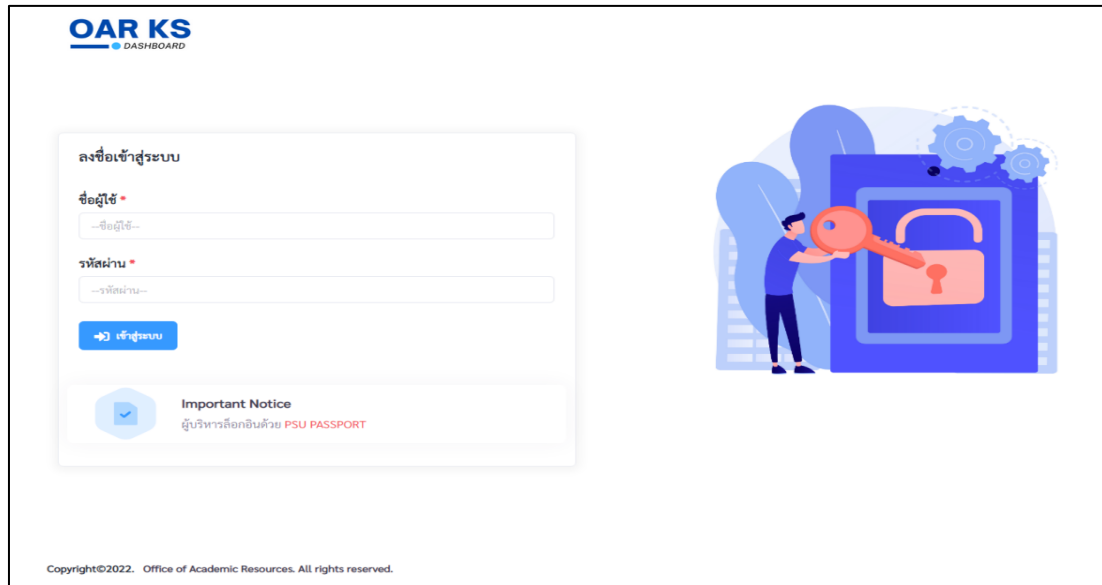 OAR KS
DASHBOARD
ลงชื่อเข้าสู่ระบบ
ชื่อผู้ใช้ *
--ชื่อผู้ใช้--
รหัสผ่าน *
--รหัสผ่าน--
เข้าสู่ระบบ
Important Notice
ผู้บริหารล็อกอินด้วย PSU PASSPORT
Copyright©2022. Office of Academic Resources. All rights reserved.